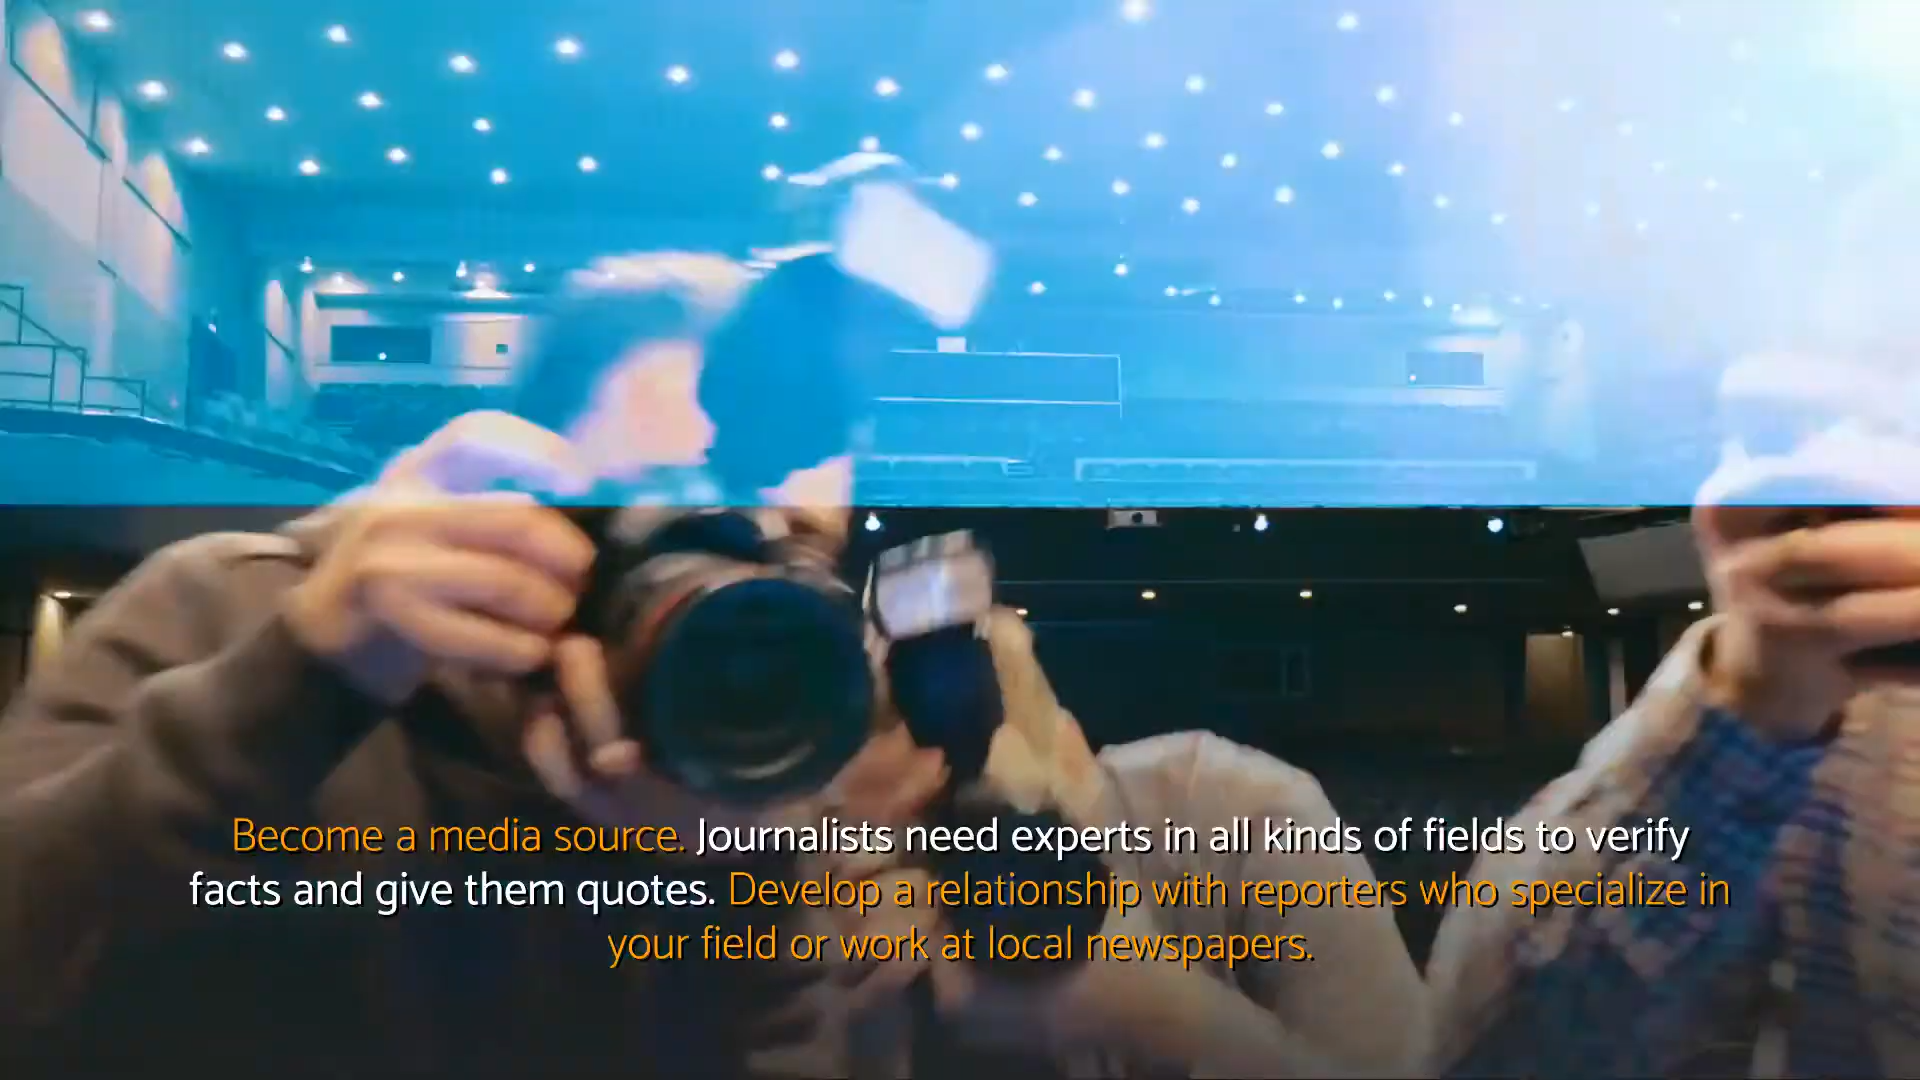 Become a media source. Journalists need experts in all kinds of fields to verify
facts and give them quotes. Develop a relationship with reporters who specialize in
your field or work at local newspapers.